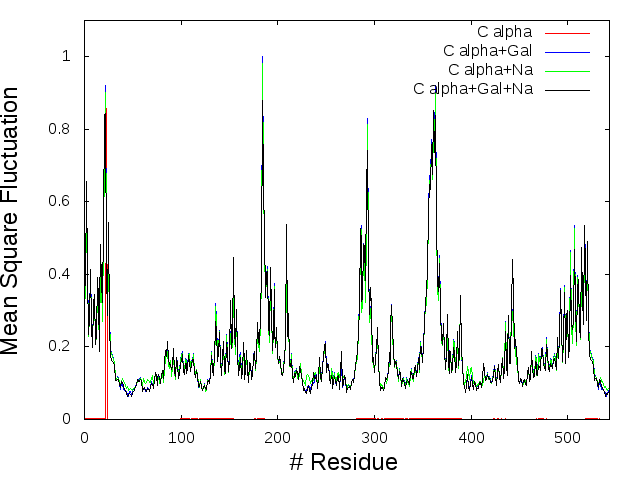 C alpha
C alpha+Gal
C alpha+Na
C alpha+Gal+Na
Mean Square Fluctuation
1
0.8
0.6
0.4
0.2
0
0 100 200 300 400 500
# Residue